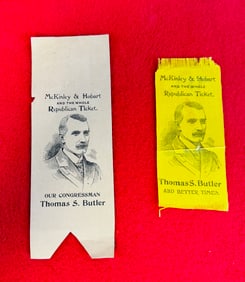 McKinley & Hobart
AND THE WHOLE
Republican Ticket.
OUR CONGRESSMAN
Thomas S. Butler
McKinley & Hobart
AND THE WHOLE
Republican Ticket.
Thomas S. Butler
AND BETTER TIMES.